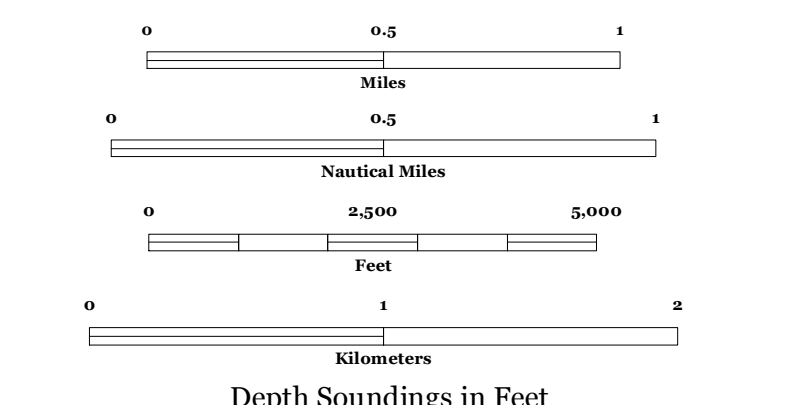 0 0.5 1
Miles
0 0.5 1
Nautical Miles
0 2,500 5,000
Feet
0 1 2
Kilometers
Depth Soundings in Feet